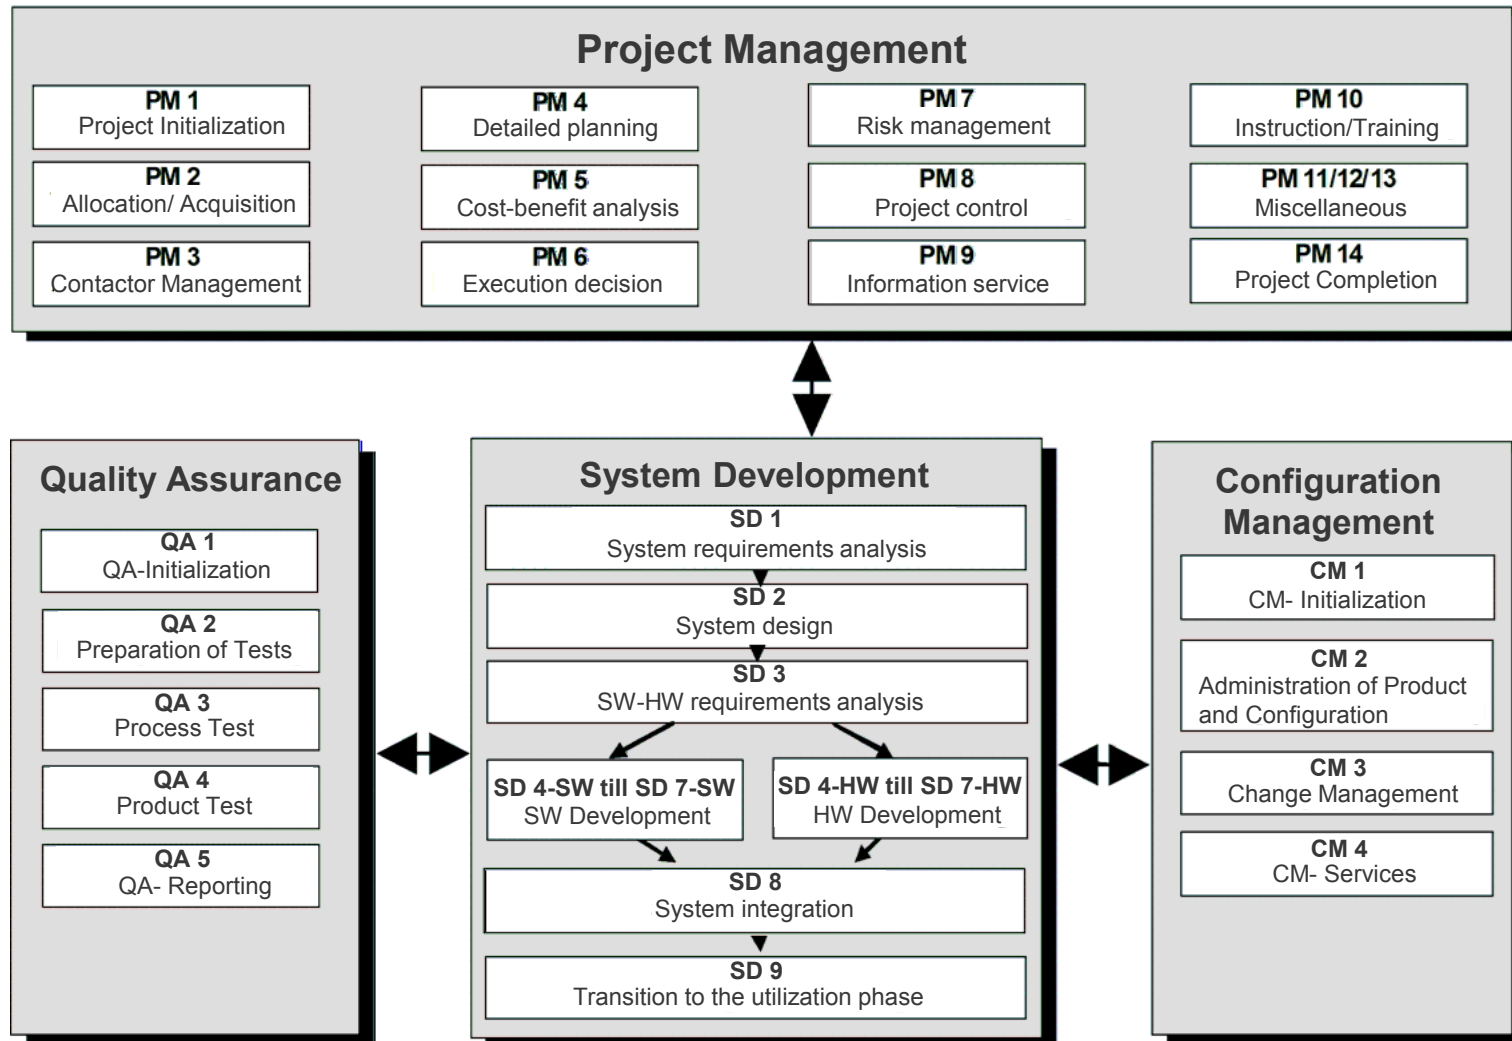 Project Management
PM 1
Project Initialization
PM 2
Allocation/ Acquisition
PM 3
Contactor Management
PM 4
Detailed planning
PM 5
Cost-benefit analysis
PM 6
Execution decision
PM 7
Risk management
PM 8
Project control
PM 9
Information service
PM 10
Instruction/Training
PM 11/12/13
Miscellaneous
PM 14
Project Completion
Quality Assurance
QA 1
QA-Initialization
QA 2
Preparation of Tests
QA 3
Process Test
QA 4
Product Test
QA 5
QA- Reporting
System Development
SD 1
System requirements analysis
SD 2
System design
SD 3
SW-HW requirements analysis
SD 4-SW till SD 7-SW
SW Development
SD 4-HW till SD 7-HW
HW Development
SD 8
System integration
SD 9
Transition to the utilization phase
Configuration
Management
CM 1
CM- Initialization
CM 2
Administration of Product
and Configuration
CM 3
Change Management
CM 4
CM- Services